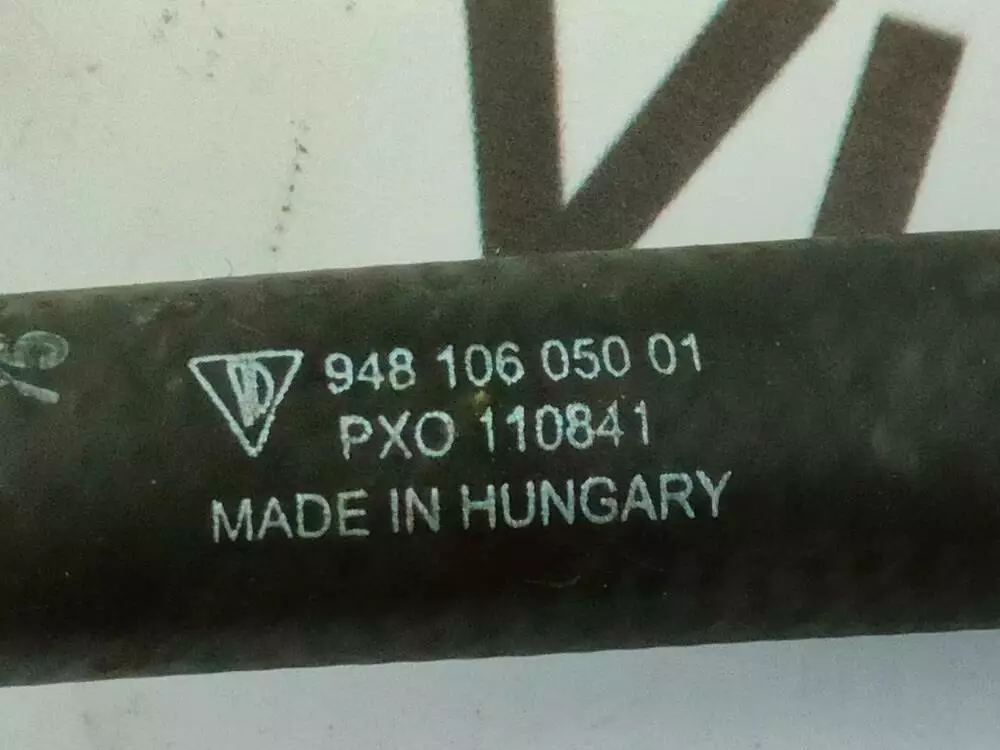 948 106 050 01
PXO 110841
MADE IN HUNGARY